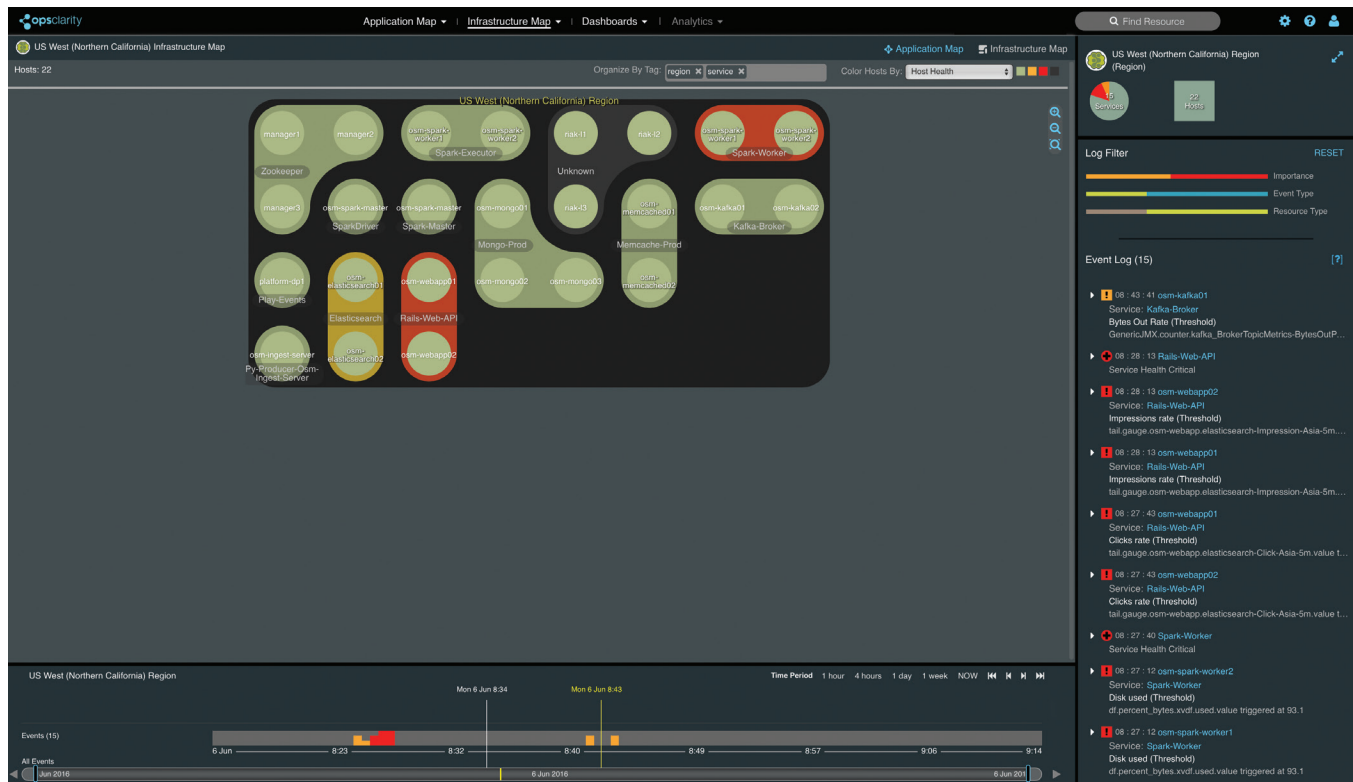 opsclarity
Application Map
Infrastructure Map
Dashboards
Analytics
Find Resource
US West (Northern California) Infrastructure Map
Application Map
Infrastructure Map
Hosts: 22
Organize By Tag:
region ✕ service ✕
Color Hosts By:
Host Health
US West (Northern California) Region
manager1
manager2
osm-spark-
worker1
osm-spark-
worker2
nak-l1
nak-l2
osm-spark-
worker1
osm-spark-
worker2
Spark-Executor
Spark-Worker
Zookeeper
Unknown
manager3
osm-spark-master
osm-spark-master
osm-mongo01
nak-l3
osm-
memcached01
osm-kafka01
osm-kafka02
SparkDriver
Spark-Master
Kafka-Broker
Mongo-Prod
Memcache-Prod
platform-dp1
osm-
elasticsearch01
osm-webapp01
osm-mongo02
osm-mongo03
osm-
memcached02
Play-Events
Elasticsearch
Rails-Web-API
osm-ingest-server
osm-
elasticsearch02
osm-webapp02
Py-Producer-Osm-
Ingest-Server
US West (Northern California) Region
(Region)
15
Services
22
Hosts
Log Filter
RESET
Importance
Event Type
Resource Type
Event Log (15)
[?]
08 : 43 : 41 osm-kafka01
Service: Kafka-Broker
Bytes Out Rate (Threshold)
GenericJMX.counter.kafka_BrokerTopicMetrics-BytesOutP...
08 : 28 : 13 Rails-Web-API
Service Health Critical
08 : 28 : 13 osm-webapp02
Service: Rails-Web-API
Impressions rate (Threshold)
tail.gauge.osm-webapp.elasticsearch-Impression-Asia-5m....
08 : 28 : 13 osm-webapp01
Service: Rails-Web-API
Impressions rate (Threshold)
tail.gauge.osm-webapp.elasticsearch-Impression-Asia-5m....
08 : 27 : 43 osm-webapp01
Service: Rails-Web-API
Clicks rate (Threshold)
tail.gauge.osm-webapp.elasticsearch-Click-Asia-5m.value t...
08 : 27 : 43 osm-webapp02
Service: Rails-Web-API
Clicks rate (Threshold)
tail.gauge.osm-webapp.elasticsearch-Click-Asia-5m.value t...
08 : 27 : 40 Spark-Worker
Service Health Critical
08 : 27 : 12 osm-spark-worker2
Service: Spark-Worker
Disk used (Threshold)
df.percent_bytes.xvdf.used.value triggered at 93.1
08 : 27 : 12 osm-spark-worker1
Service: Spark-Worker
Disk used (Threshold)
df.percent_bytes.xvdf.used.value triggered at 93.1
US West (Northern California) Region
Time Period 1 hour 4 hours 1 day 1 week NOW
Mon 6 Jun 8:34
Mon 6 Jun 8:43
Events (15)
6 Jun 8:23 8:32 8:40 8:49 8:57 9:06 9:14
All Events
Jun 2016
6 Jun 2016
6 Jun 201